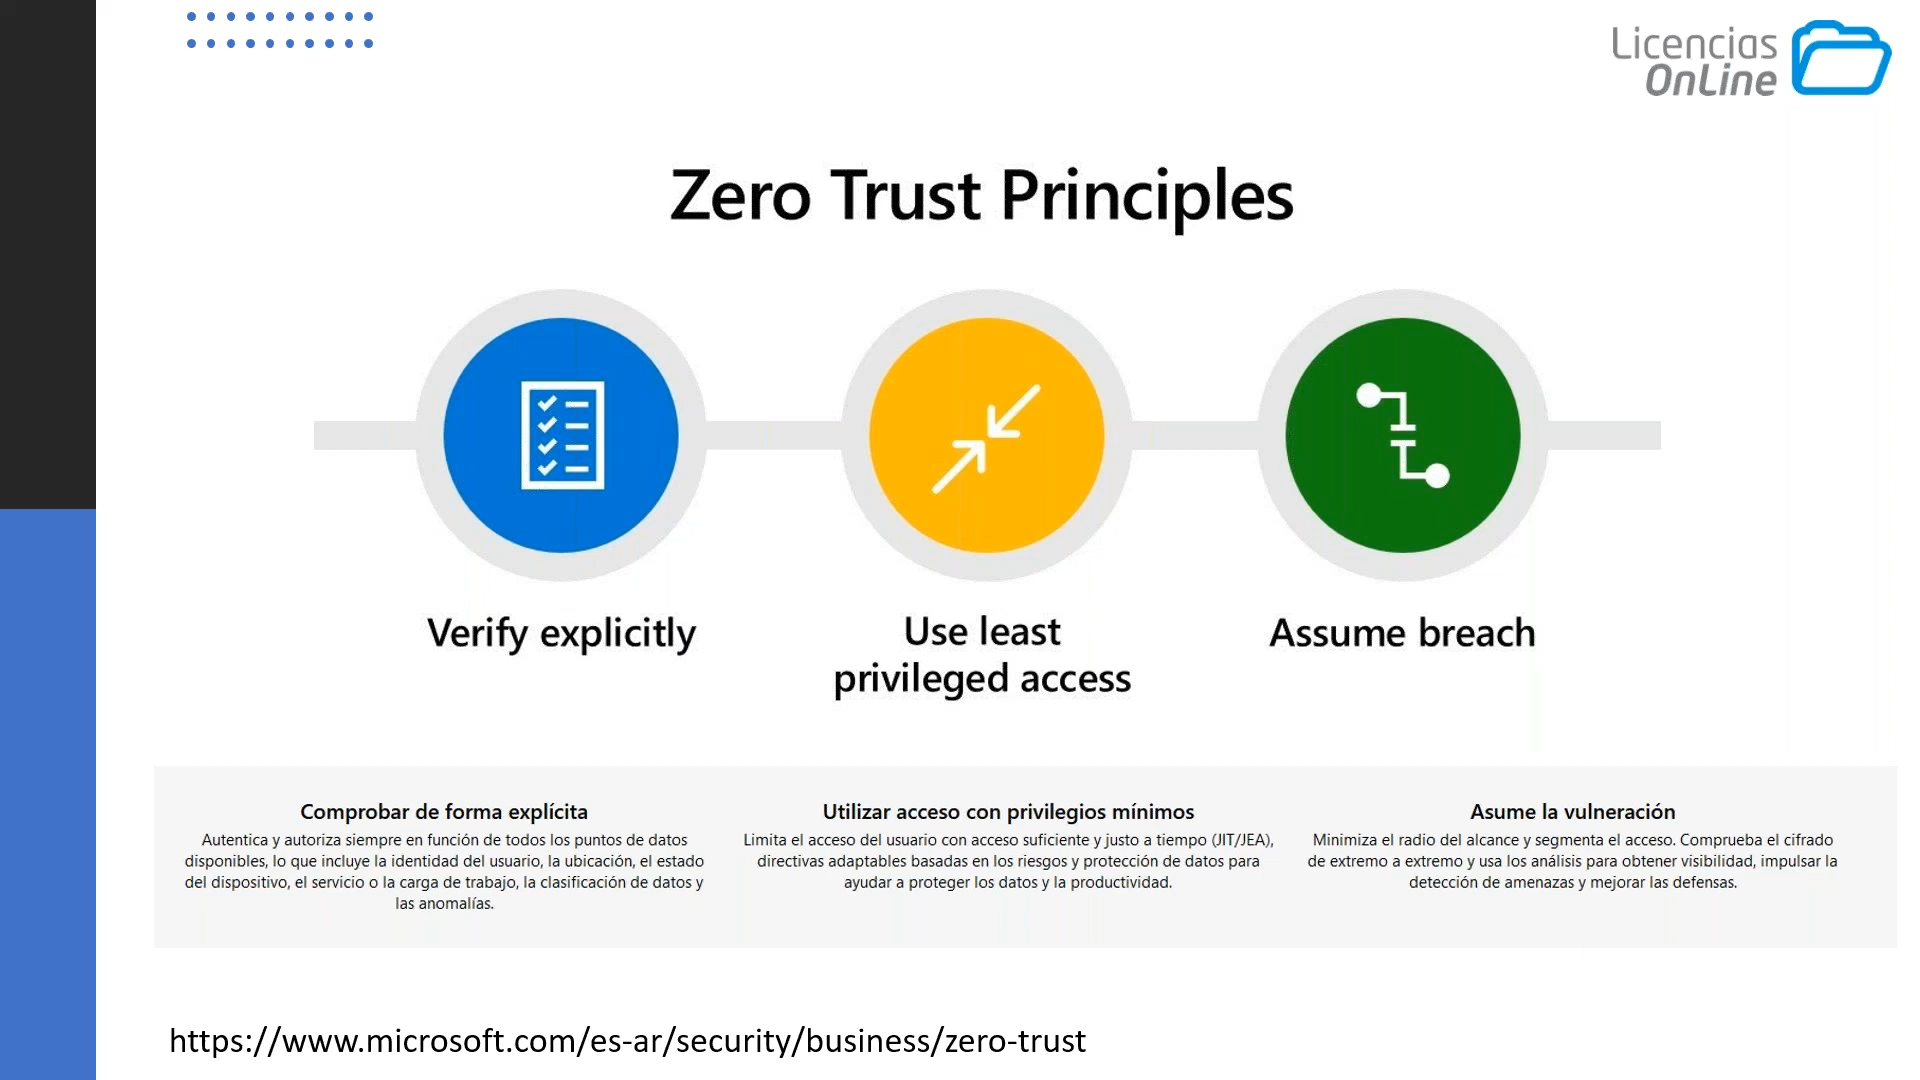 Licencias
OnLine
Zero Trust Principles
Verify explicitly
Use least
privileged access
Assume breach
Comprobar de forma explícita
Autentica y autoriza siempre en función de todos los puntos de datos
disponibles, lo que incluye la identidad del usuario, la ubicación, el estado
del dispositivo, el servicio o la carga de trabajo, la clasificación de datos y
las anomalías.
Utilizar acceso con privilegios mínimos
Limita el acceso del usuario con acceso suficiente y justo a tiempo (JIT/JEA),
directivas adaptables basadas en los riesgos y protección de datos para
ayudar a proteger los datos y la productividad.
Asume la vulneración
Minimiza el radio del alcance y segmenta el acceso. Comprueba el cifrado
de extremo a extremo y usa los análisis para obtener visibilidad, impulsar la
detección de amenazas y mejorar las defensas.
https://www.microsoft.com/es-ar/security/business/zero-trust